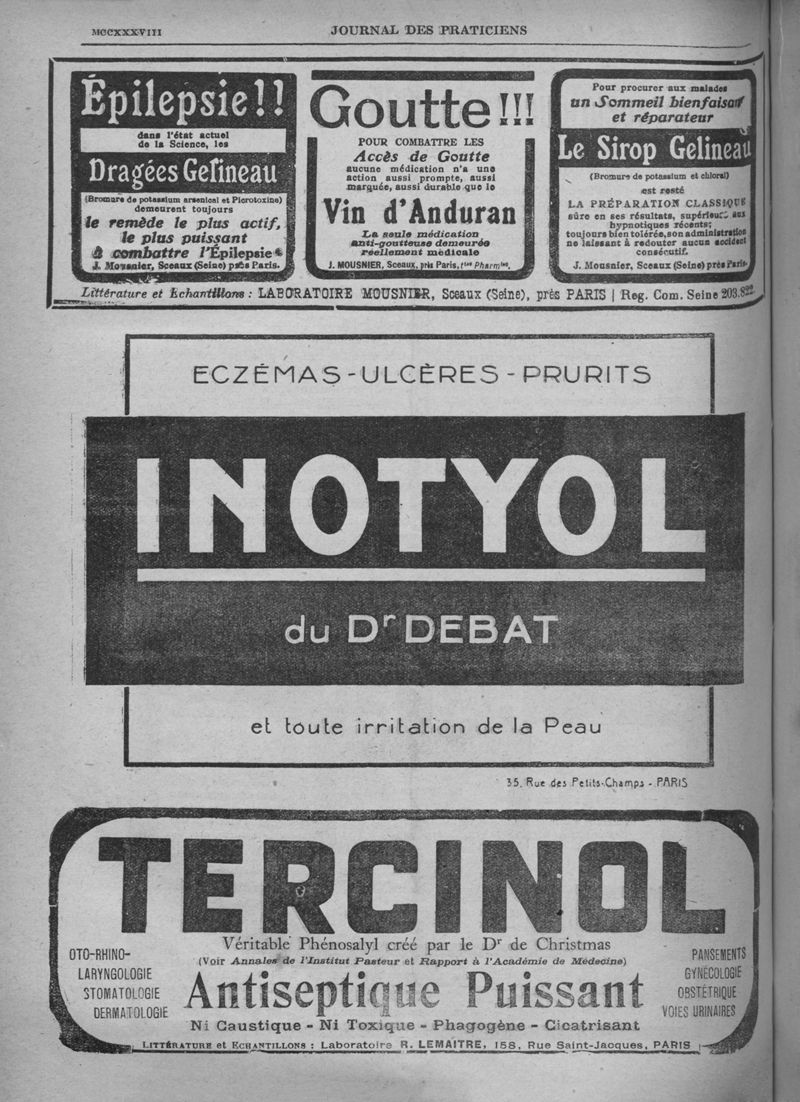 MCCXXXVIII
JOURNAL DES PRATICIENS
Épilepsie!!
dans l'état actuel
de la Science, les
Dragées Gelineau
(Bromure de potassium arsenical et Picrotoxine)
demeurent toujours
le remède le plus actif,
le plus puissant
à combattre l'Épilepsie
J. Mousnier, Sceaux (Seine) près Paris.
Goutte!!!
POUR COMBATTRE LES
Accès de Goutte
aucune médication n'a une
action aussi prompte, aussi
marquée, aussi durable que le
Vin d'Anduran
La seule médication
anti-goutteuse demeurée
réellement médicale
J. MOUSNIER, Sceaux, près Paris, ttes Pharmies.
Pour procurer aux malades
un Sommeil bienfaisant
et réparateur
Le Sirop Gelineau
(Bromure de potassium et chloral)
est resté
LA PRÉPARATION CLASSIQUE
sûre en ses résultats, supérieure aux
hypnotiques récents;
toujours bien tolérée, son administration
ne laissant à redouter aucun accident
consécutif.
J. Mousnier, Sceaux (Seine) près Paris.
Littérature et Echantillons : LABORATOIRE MOUSNIER, Sceaux (Seine), près PARIS | Reg. Com. Seine 203.822
ECZÉMAS - ULCÈRES - PRURITS
INOTYOL
du Dr DEBAT
et toute irritation de la Peau
35, Rue des Petits-Champs - PARIS
TERCINOL
Véritable Phénosalyl créé par le Dr de Christmas
(Voir Annales de l'Institut Pasteur et Rapport à l'Académie de Médecine)
OTO-RHINO-
LARYNGOLOGIE
STOMATOLOGIE
DERMATOLOGIE
Antiseptique Puissant
PANSEMENTS
GYNÉCOLOGIE
OBSTÉTRIQUE
VOIES URINAIRES
Ni Caustique - Ni Toxique - Phagogène - Cicatrisant
LITTÉRATURE et ECHANTILLONS : Laboratoire R. LEMAITRE, 158, Rue Saint-Jacques, PARIS